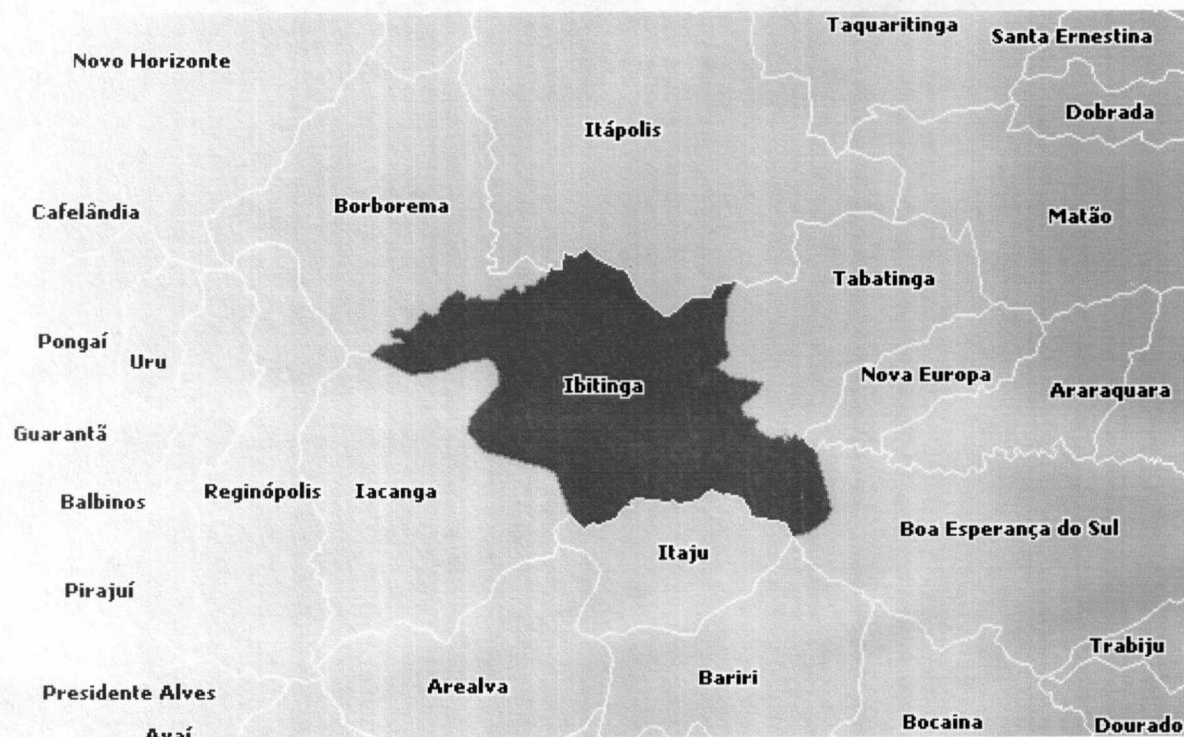 Taquaritinga
Santa Ernestina
Novo Horizonte
Dobrada
Itápolis
Cafelândia
Borborema
Matão
Tabatinga
Pongaí
Uru
Nova Europa
Ibitinga
Araraquara
Guarantã
Reginópolis
Iacanga
Balbinos
Boa Esperança do Sul
Itaju
Pirajuí
Trabiju
Bariri
Arealva
Presidente Alves
Bocaina
Dourado
Avaí